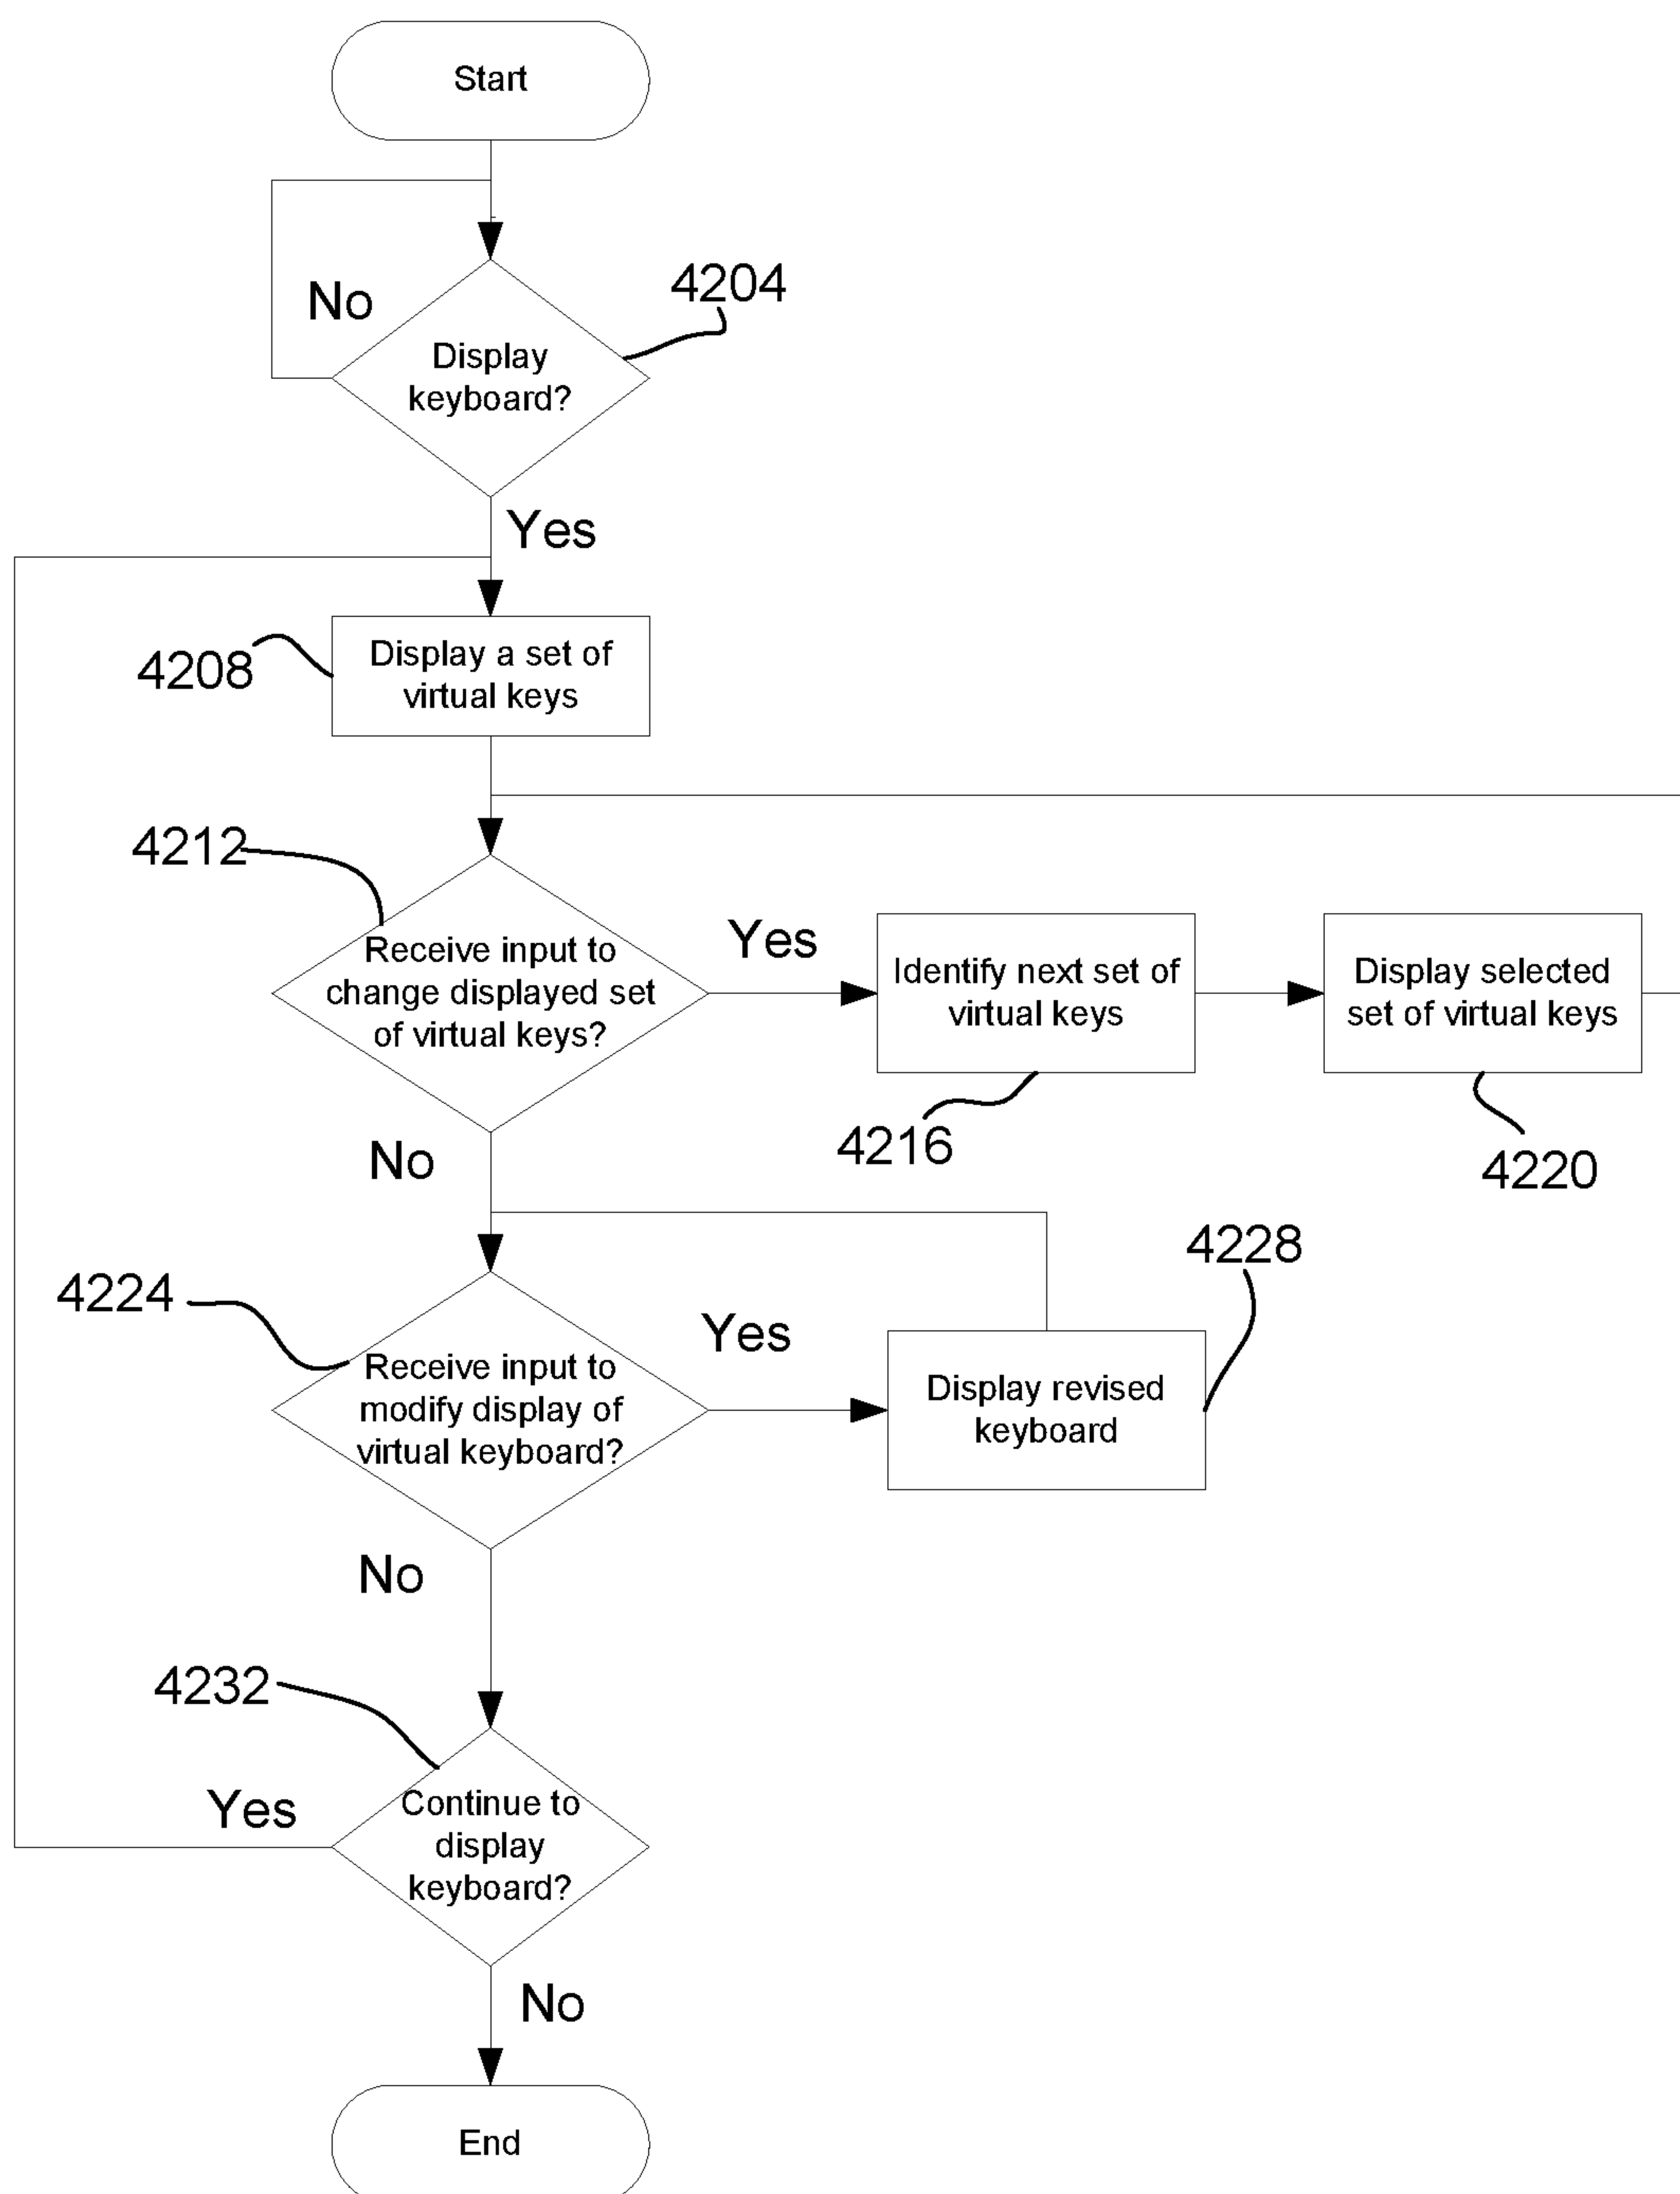 Start
No
4204
Display
keyboard?
Yes
4208
Display a set of
virtual keys
4212
Receive input to
change displayed set
of virtual keys?
Yes
Identify next set of
virtual keys
4216
Display selected
set of virtual keys
4220
No
4224
Receive input to
modify display of
virtual keyboard?
Yes
4228
Display revised
keyboard
No
4232
Yes
Continue to
display
keyboard?
No
End